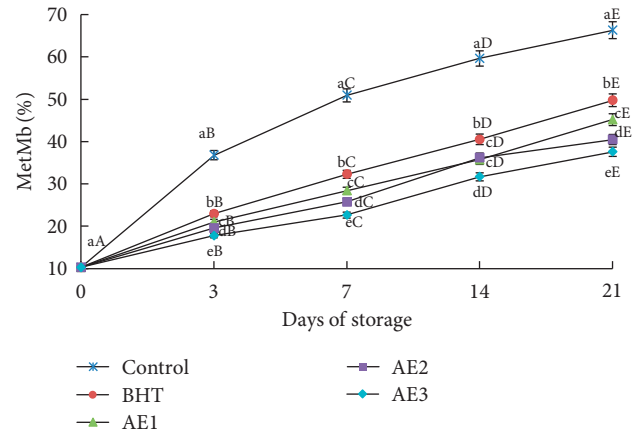 70
60
50
40
30
20
10
MetMb (%)
aA
aB
bB
cB
dB
eB
aC
bC
cC
dC
eC
aD
bD
cD
cD
dD
aE
bE
cE
dE
eE
0
3
7
14
21
Days of storage
Control
BHT
AE1
AE2
AE3